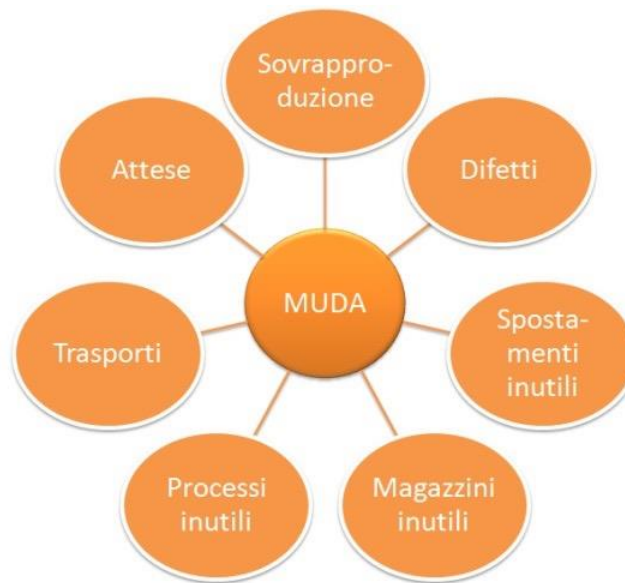 Sovrappro-
duzione
Attese
Difetti
MUDA
Trasporti
Sposta-
menti
inutili
Processi
inutili
Magazzini
inutili